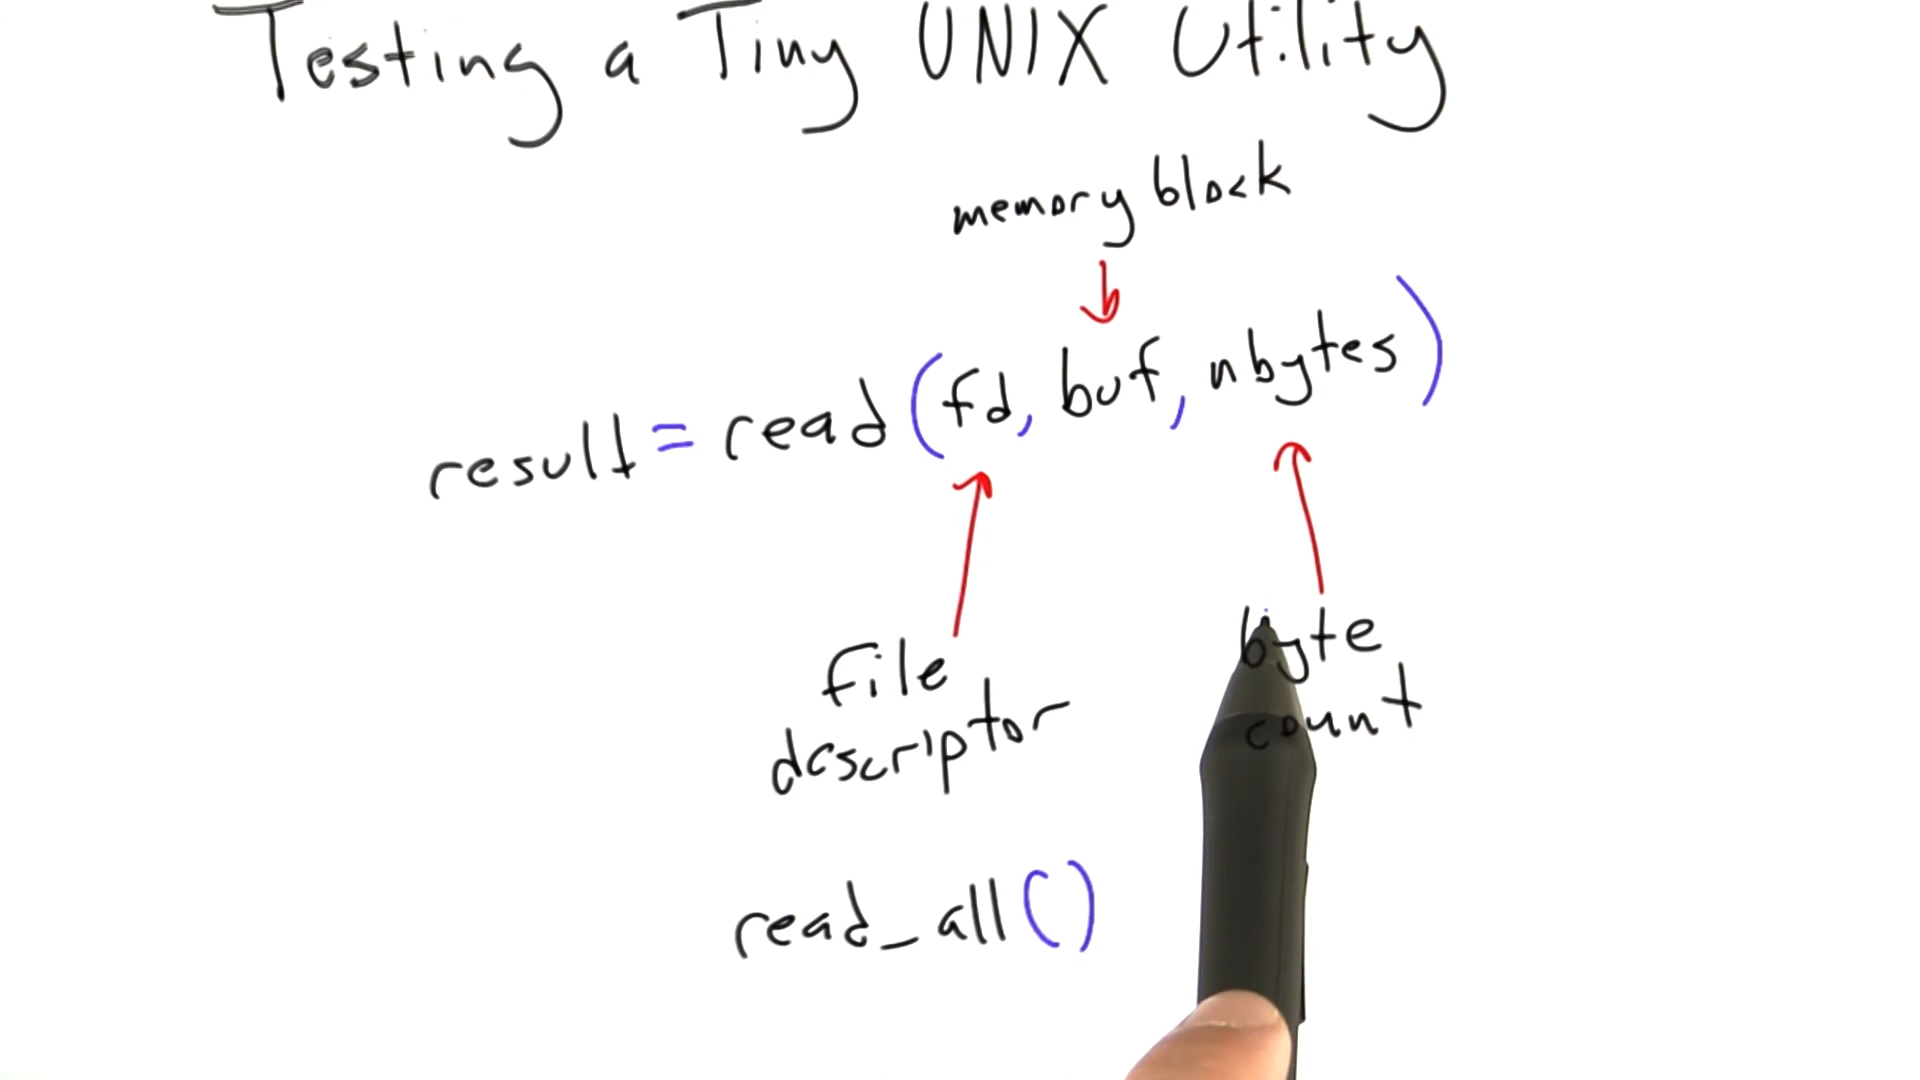 Testing a Tiny UNIX Utility
memory block
result = read (fd, buf, nbytes)
file
descriptor
byte
count
read_all()